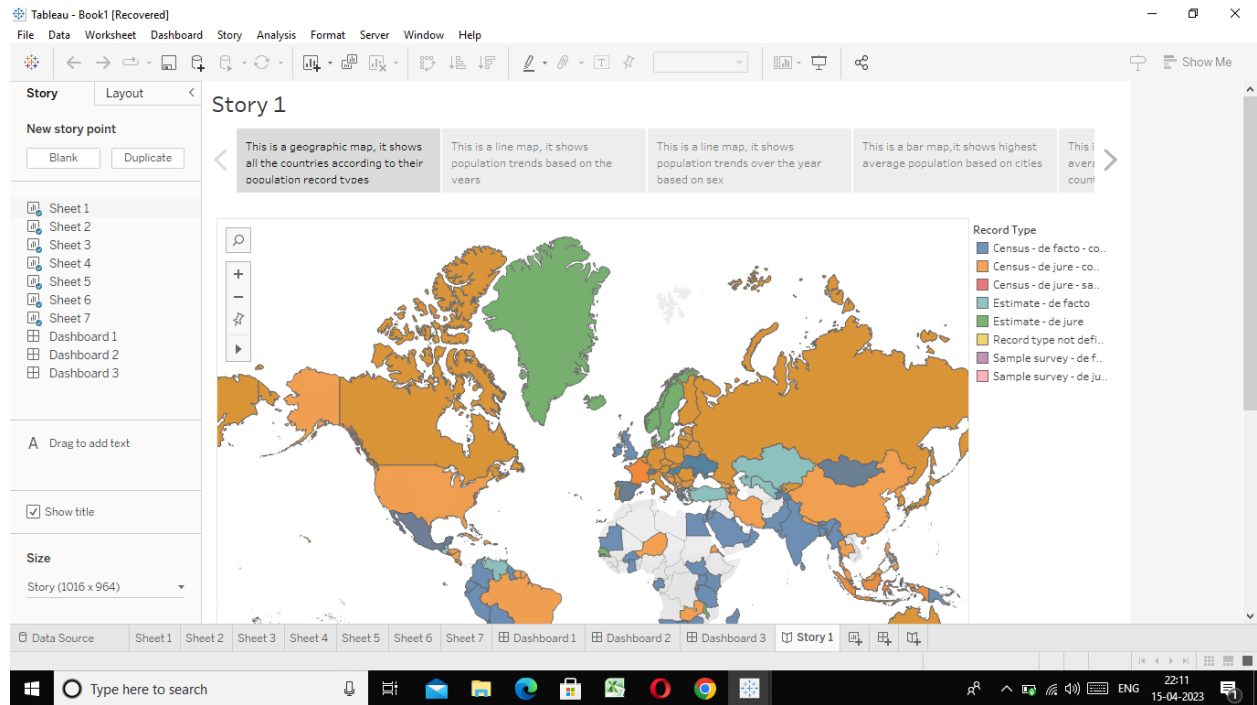 Tableau - Book1 [Recovered]
File Data Worksheet Dashboard Story Analysis Format Server Window Help
Show Me
Story Layout
New story point
Blank Duplicate
Sheet 1
Sheet 2
Sheet 3
Sheet 4
Sheet 5
Sheet 6
Sheet 7
Dashboard 1
Dashboard 2
Dashboard 3
A Drag to add text
Show title
Size
Story (1016 x 964)
Story 1
This is a geographic map, it shows
all the countries according to their
population record types
This is a line map, it shows
population trends based on the
years
This is a line map, it shows
population trends over the year
based on sex
This is a bar map,it shows highest
average population based on cities
This i
avera
count
Record Type
Census - de facto - co..
Census - de jure - co..
Census - de jure - sa..
Estimate - de facto
Estimate - de jure
Record type not defi..
Sample survey - de f..
Sample survey - de ju..
Data Source Sheet 1 Sheet 2 Sheet 3 Sheet 4 Sheet 5 Sheet 6 Sheet 7 Dashboard 1 Dashboard 2 Dashboard 3 Story 1
Type here to search
ENG
22:11
15-04-2023
1